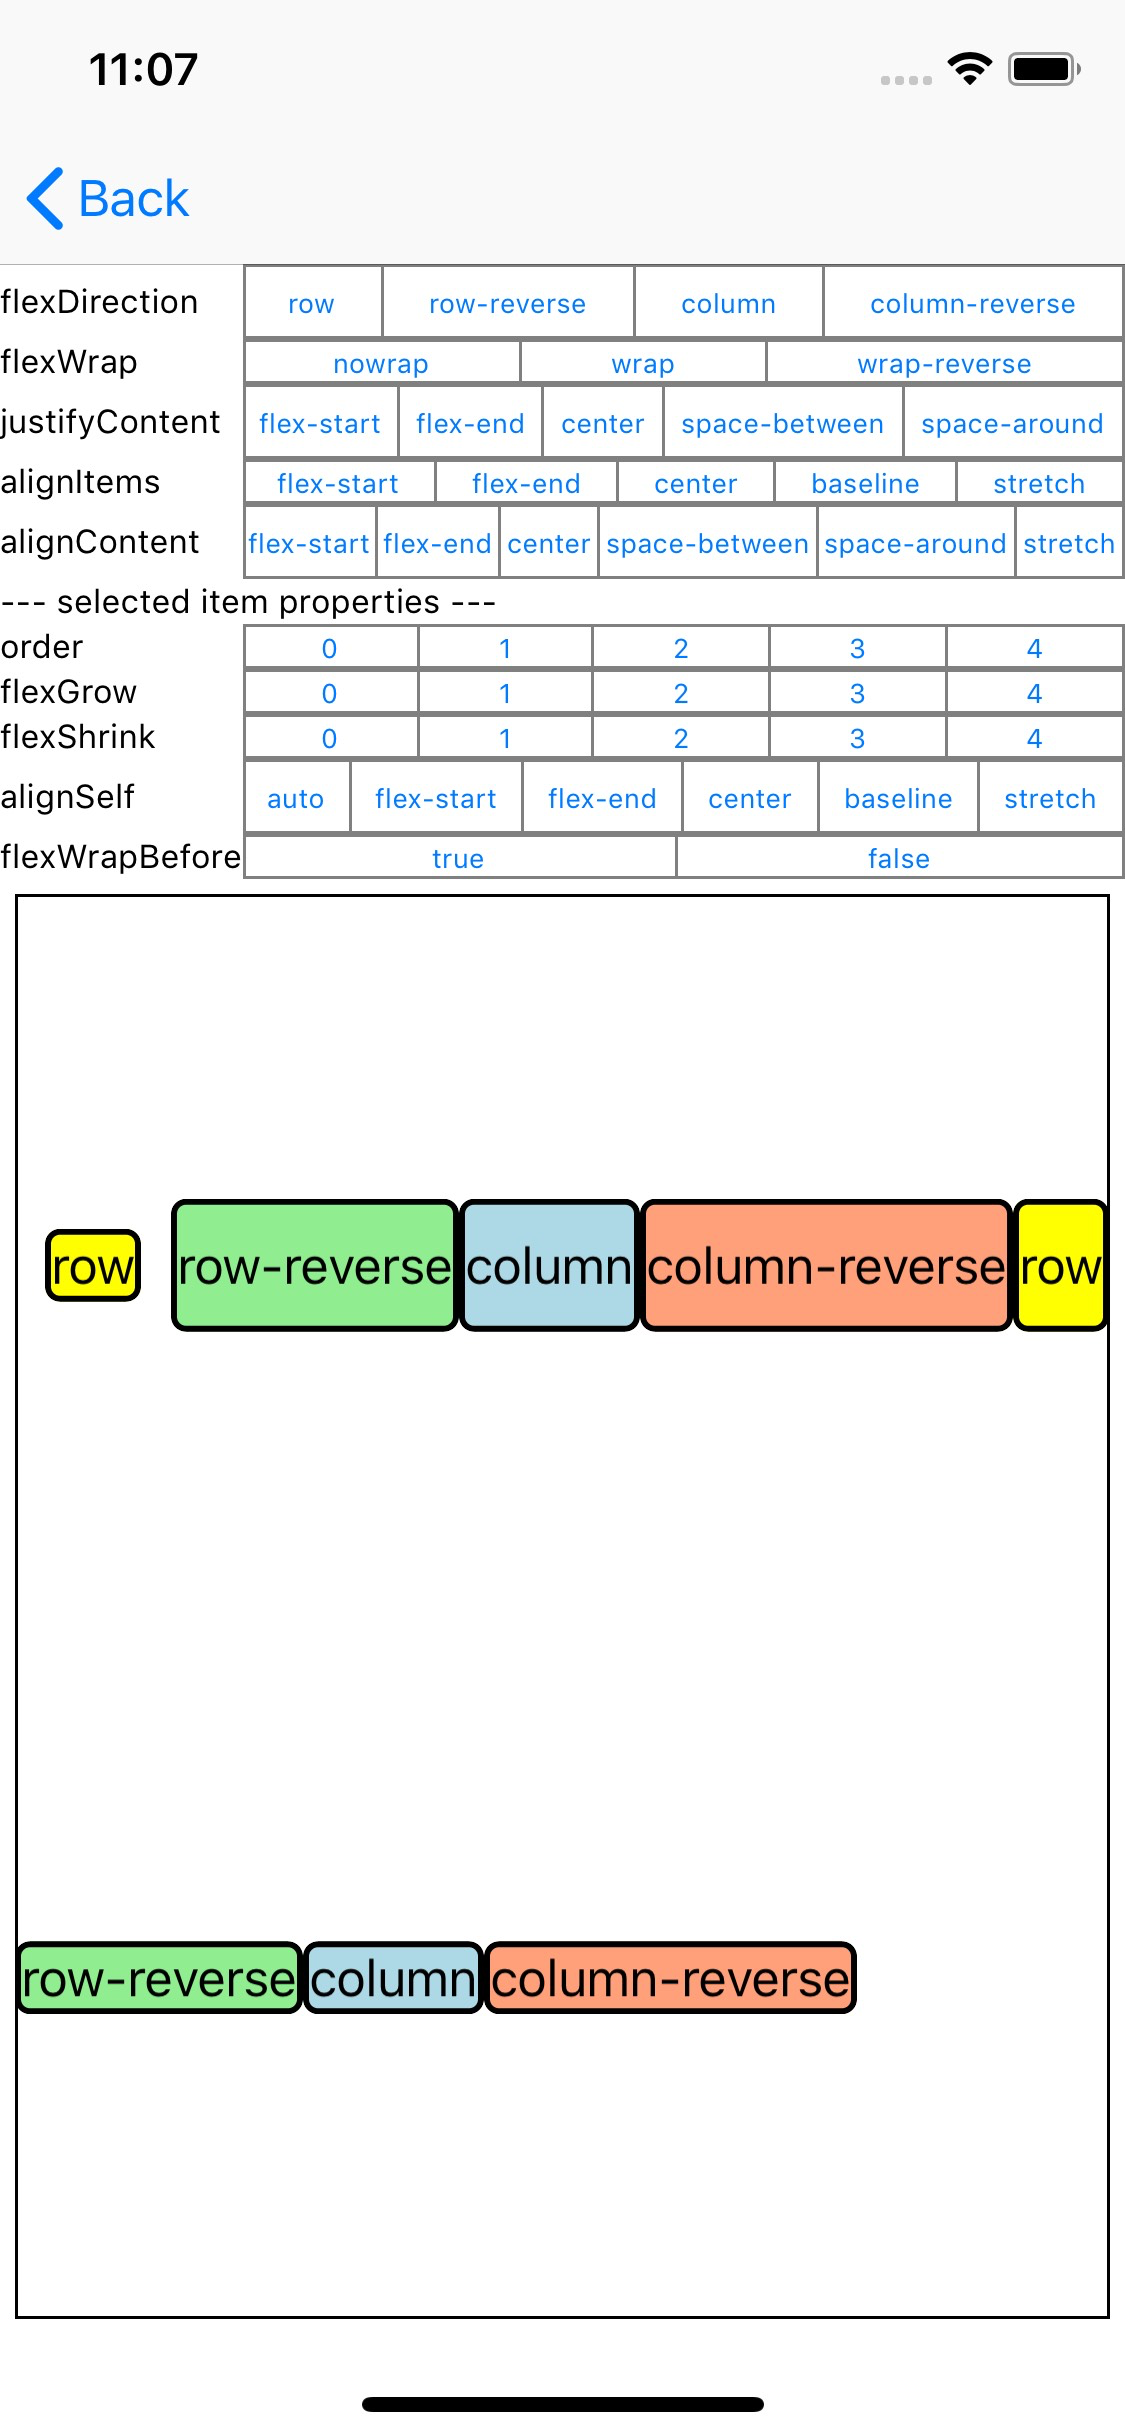 11:07
Back
flexDirection row row-reverse column column-reverse
flexWrap nowrap wrap wrap-reverse
justifyContent flex-start flex-end center space-between space-around
alignItems flex-start flex-end center baseline stretch
alignContent flex-start flex-end center space-between space-around stretch
--- selected item properties ---
order 0 1 2 3 4
flexGrow 0 1 2 3 4
flexShrink 0 1 2 3 4
alignSelf auto flex-start flex-end center baseline stretch
flexWrapBefore true false
row row-reverse column column-reverse row
row-reverse column column-reverse